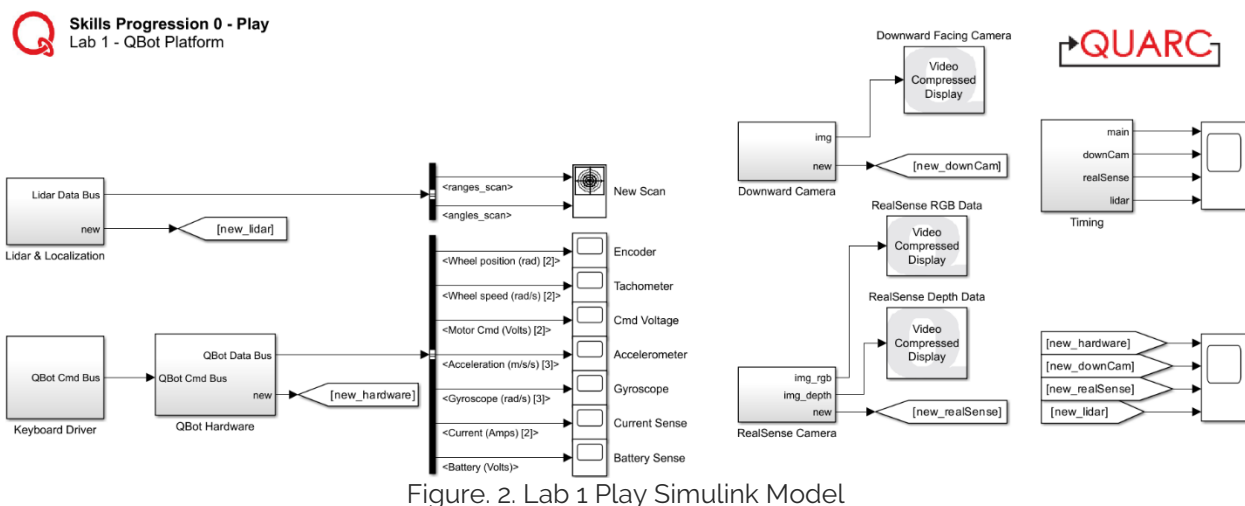 Skills Progression 0 - Play
Lab 1 - QBot Platform
QUARC
Lidar Data Bus
new
Lidar & Localization
[new_lidar]
<ranges_scan>
<angles_scan>
New Scan
QBot Cmd Bus
Keyboard Driver
QBot Cmd Bus
QBot Data Bus
new
QBot Hardware
[new_hardware]
<Wheel position (rad) [2]>
Encoder
<Wheel speed (rad/s) [2]>
Tachometer
<Motor Cmd (Volts) [2]>
Cmd Voltage
<Acceleration (m/s/s) [3]>
Accelerometer
<Gyroscope (rad/s) [3]>
Gyroscope
<Current (Amps) [2]>
Current Sense
<Battery (Volts)>
Battery Sense
Downward Facing Camera
Video
Compressed
Display
img
new
Downward Camera
[new_downCam]
RealSense RGB Data
Video
Compressed
Display
RealSense Depth Data
Video
Compressed
Display
img_rgb
img_depth
new
RealSense Camera
[new_realSense]
main
downCam
realSense
lidar
Timing
[new_hardware]
[new_downCam]
[new_realSense]
[new_lidar]
Figure. 2. Lab 1 Play Simulink Model